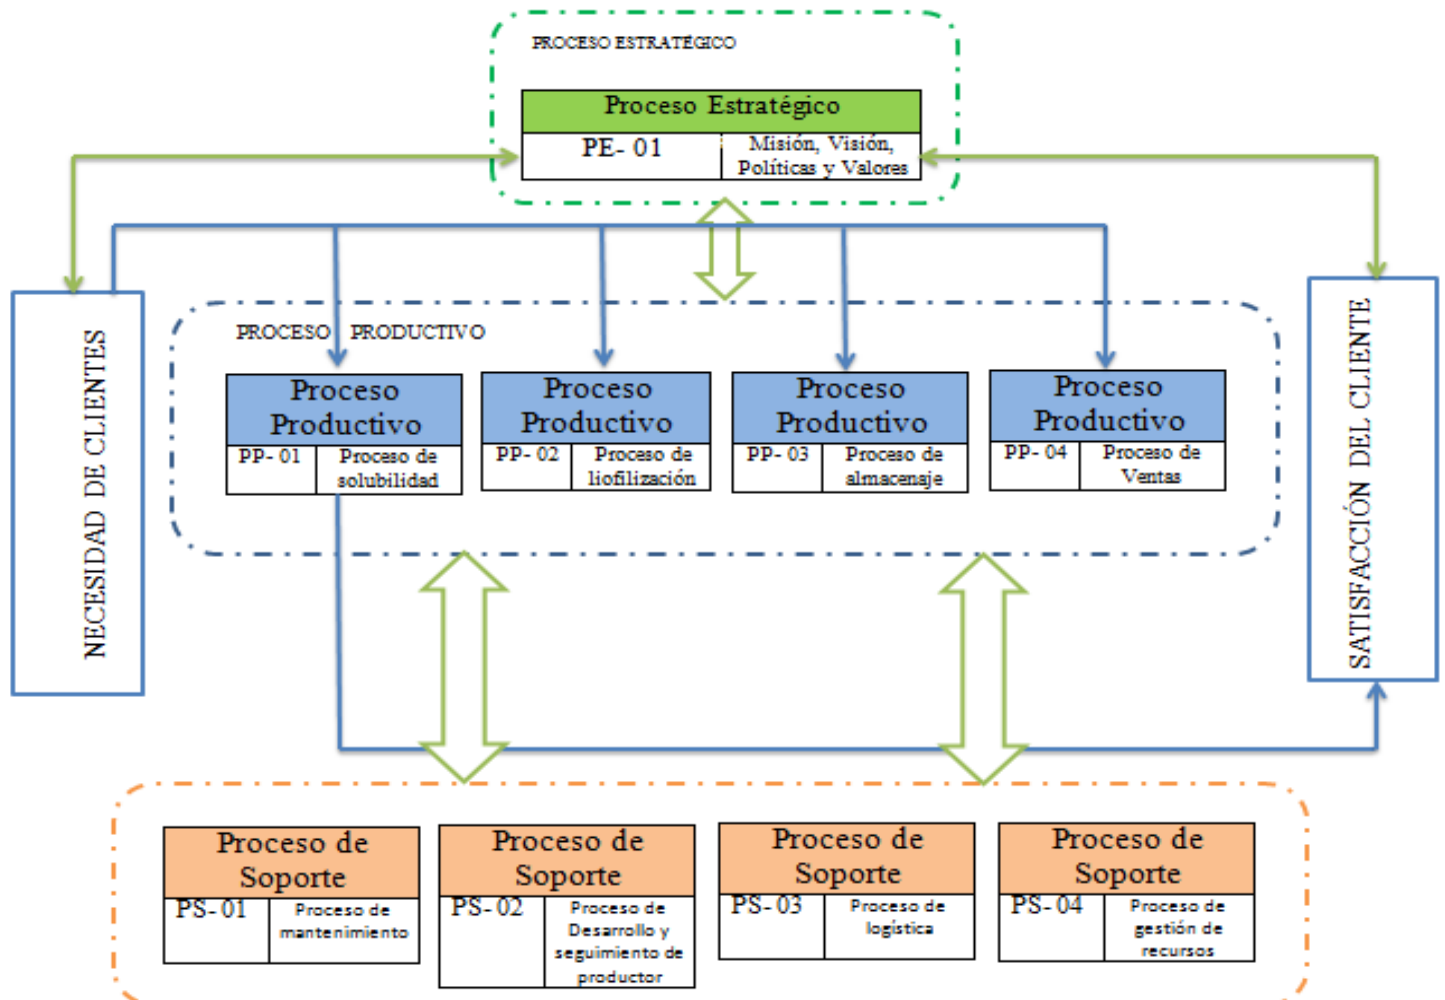 PROCESO ESTRATÉGICO
Proceso Estratégico
PE- 01
Misión, Visión,
Políticas y Valores
NECESIDAD DE CLIENTES
PROCESO PRODUCTIVO
Proceso
Productivo
PP- 01
Proceso de
solubilidad
Proceso
Productivo
PP- 02
Proceso de
liofilización
Proceso
Productivo
PP- 03
Proceso de
almacenaje
Proceso
Productivo
PP- 04
Proceso de
Ventas
SATISFACCIÓN DEL CLIENTE
Proceso de
Soporte
PS- 01
Proceso de
mantenimiento
Proceso de
Soporte
PS- 02
Proceso de
Desarrollo y
seguimiento de
productor
Proceso de
Soporte
PS- 03
Proceso de
logística
Proceso de
Soporte
PS- 04
Proceso de
gestión de
recursos